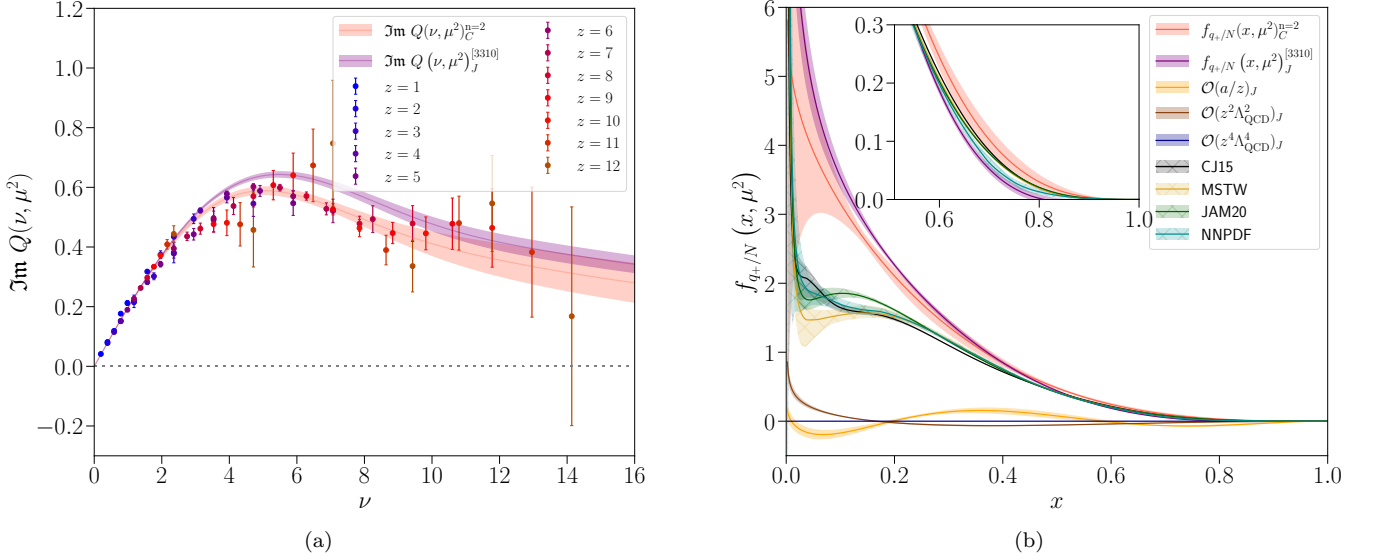 1.2
1.0
0.8
0.6
0.4
0.2
0.0
−0.2
0 2 4 6 8 10 12 14 16
ν
𝕴𝖒 Q(ν, μ²)
𝕴𝖒 Q(ν, μ²)_C^{n=2}
𝕴𝖒 Q (ν, μ²)_J^{[3310]}
z = 1
z = 2
z = 3
z = 4
z = 5
z = 6
z = 7
z = 8
z = 9
z = 10
z = 11
z = 12
(a)
6
5
4
3
2
1
0
0.0 0.2 0.4 0.6 0.8 1.0
x
f_{q+/N} (x, μ²)
0.3
0.2
0.1
0.0
0.6 0.8 1.0
f_{q+/N}(x, μ²)_C^{n=2}
f_{q+/N} (x, μ²)_J^{[3310]}
𝒪(a/z)_J
𝒪(z²Λ²_{QCD})_J
𝒪(z⁴Λ⁴_{QCD})_J
CJ15
MSTW
JAM20
NNPDF
(b)